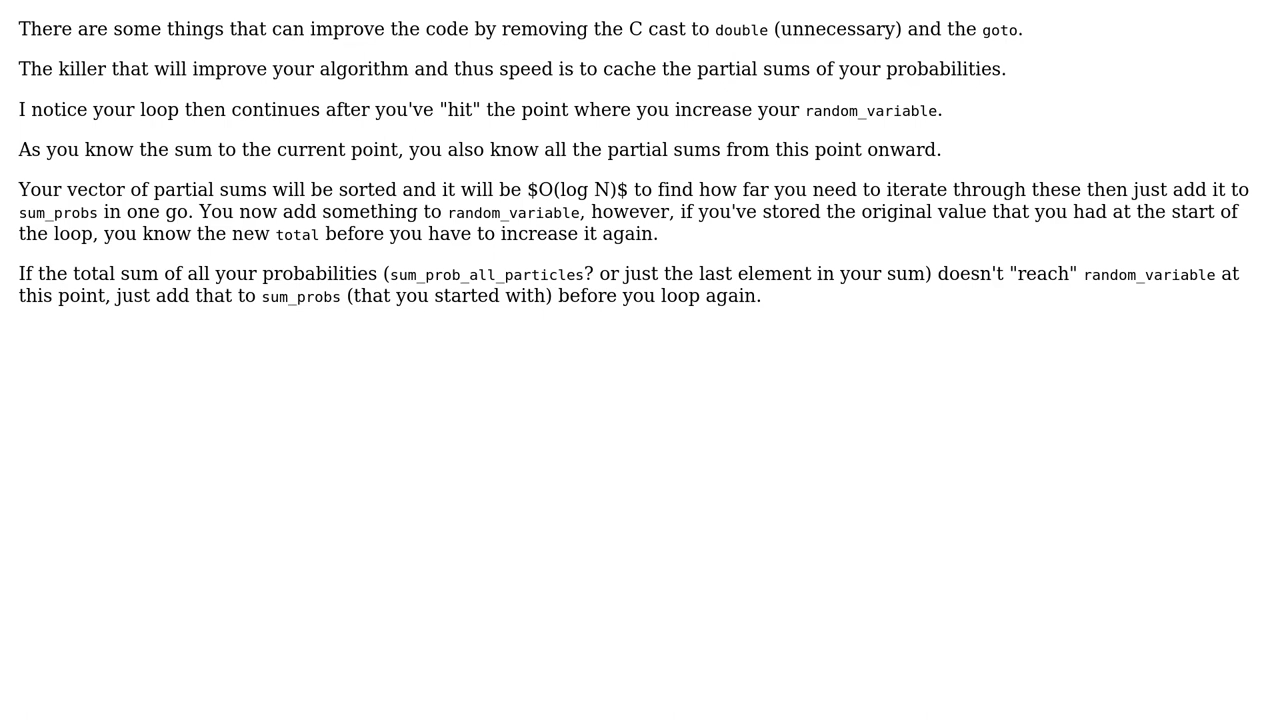 There are some things that can improve the code by removing the C cast to double (unnecessary) and the goto.
The killer that will improve your algorithm and thus speed is to cache the partial sums of your probabilities.
I notice your loop then continues after you've "hit" the point where you increase your random_variable.
As you know the sum to the current point, you also know all the partial sums from this point onward.
Your vector of partial sums will be sorted and it will be $O(log N)$ to find how far you need to iterate through these then just add it to
sum_probs in one go. You now add something to random_variable, however, if you've stored the original value that you had at the start of
the loop, you know the new total before you have to increase it again.
If the total sum of all your probabilities (sum_prob_all_particles? or just the last element in your sum) doesn't "reach" random_variable at
this point, just add that to sum_probs (that you started with) before you loop again.